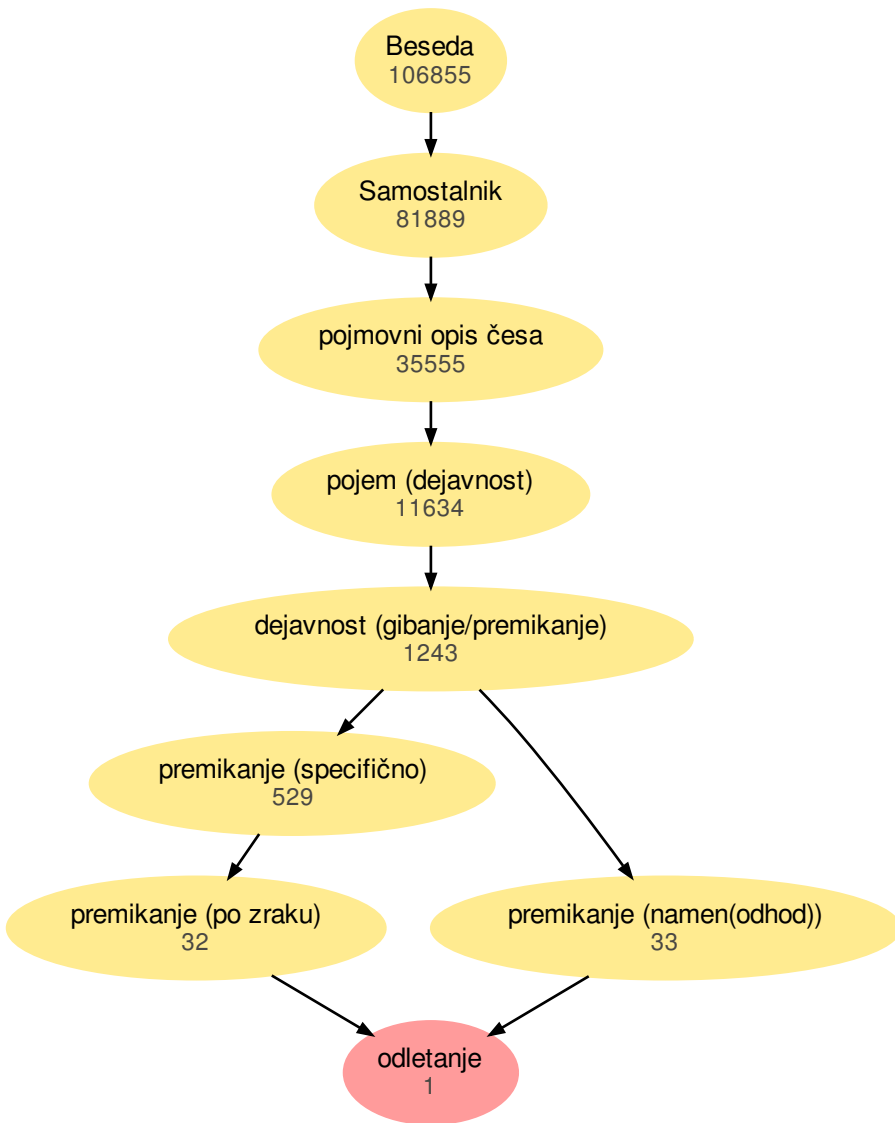 Beseda
106855
Samostalnik
81889
pojmovni opis česa
35555
pojem (dejavnost)
11634
dejavnost (gibanje/premikanje)
1243
premikanje (specifično)
529
premikanje (po zraku)
32
premikanje (namen(odhod))
33
odletanje
1